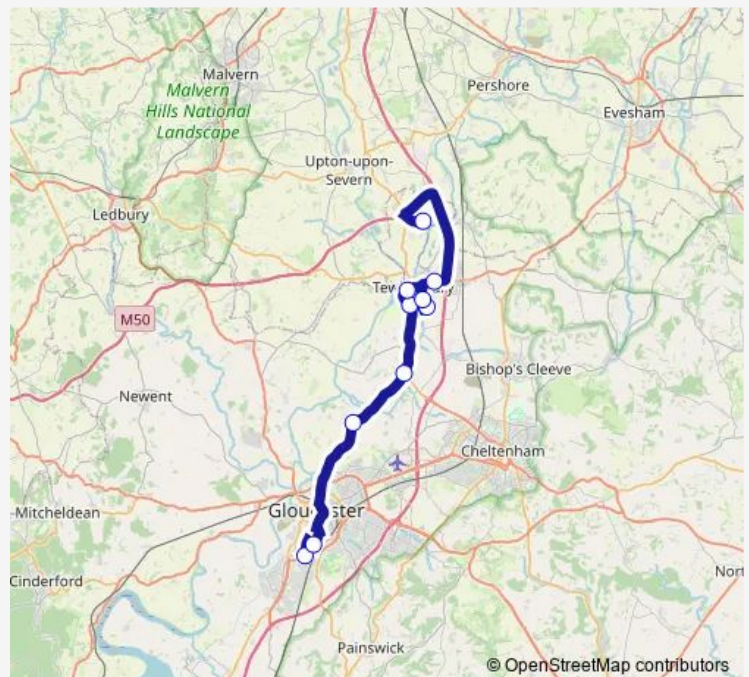 Malvern
Malvern
Hills National
Landscape
Pershore
Evesham
Upton-upon-
Severn
Ledbury
M50
Bishop's Cleeve
Newent
Cheltenham
Mitcheldean
Cinderford
Painswick
© OpenStreetMap contributors